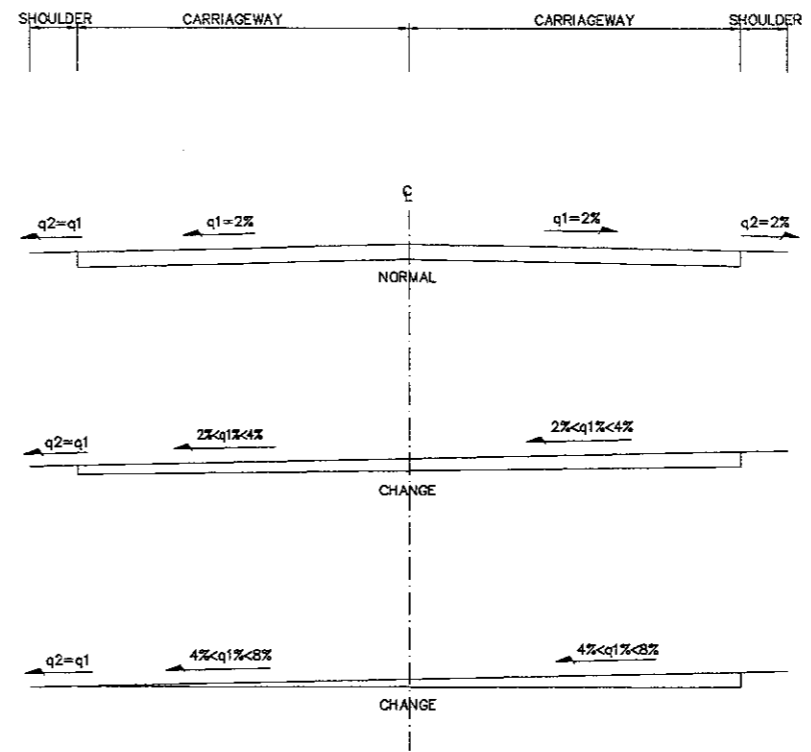 SHOULDER CARRIAGEWAY CARRIAGEWAY SHOULDER
℄
q2=q1 q1=2% q1=2% q2=2%
NORMAL
q2=q1 2%<q1%<4% 2%<q1%<4%
CHANGE
q2=q1 4%<q1%<8% 4%<q1%<8%
CHANGE